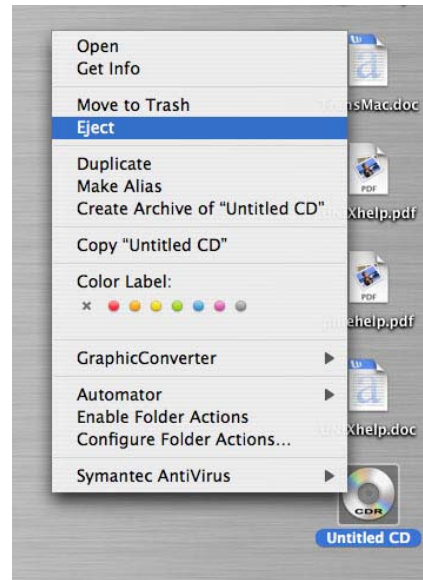 Open
Get Info
Move to Trash
Eject
Duplicate
Make Alias
Create Archive of “Untitled CD”
Copy “Untitled CD”
Color Label:
GraphicConverter
Automator
Enable Folder Actions
Configure Folder Actions...
Symantec AntiVirus
sMac.doc
PDF
Xhelp.pdf
PDF
ehelp.pdf
Xhelp.doc
CDR
Untitled CD